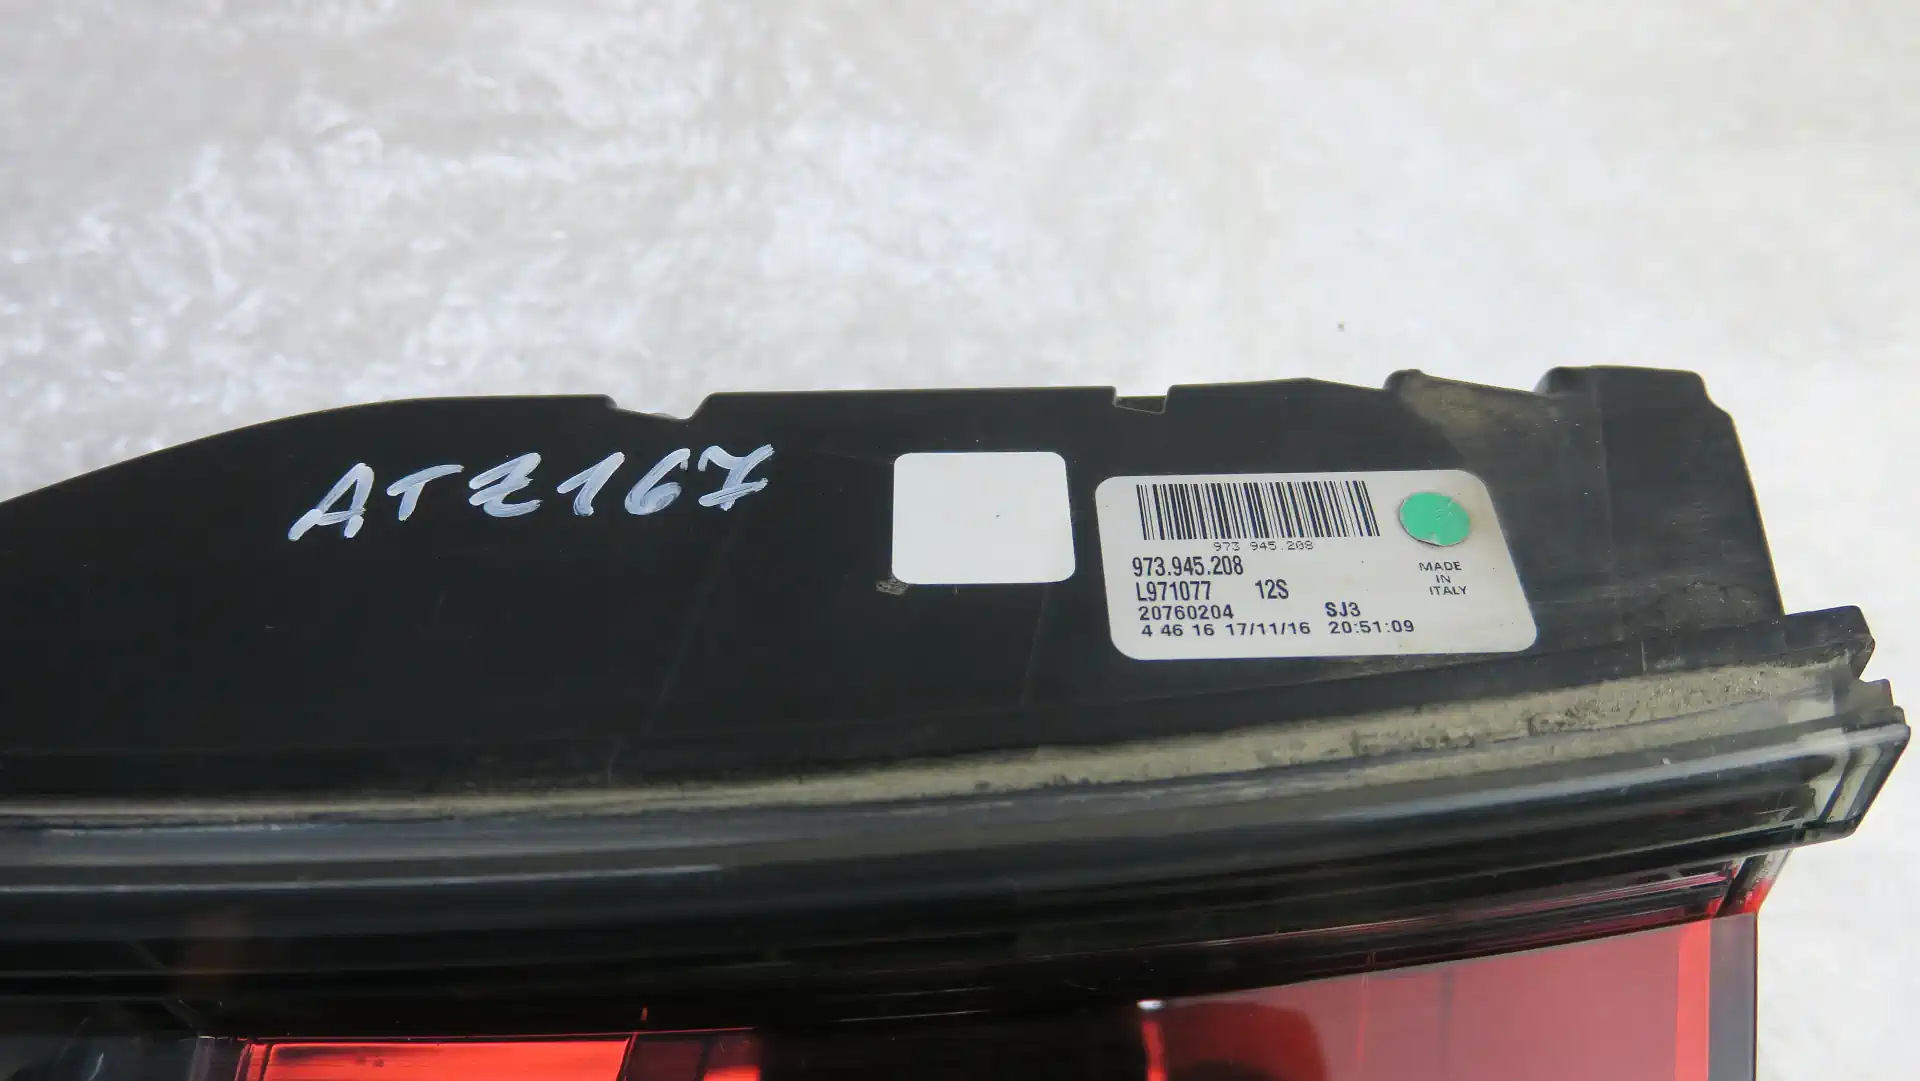 ATZ167
973 945.208
973.945.208
L971077 12S
20760204 SJ3
4 46 16 17/11/16 20:51:09
MADE
IN
ITALY